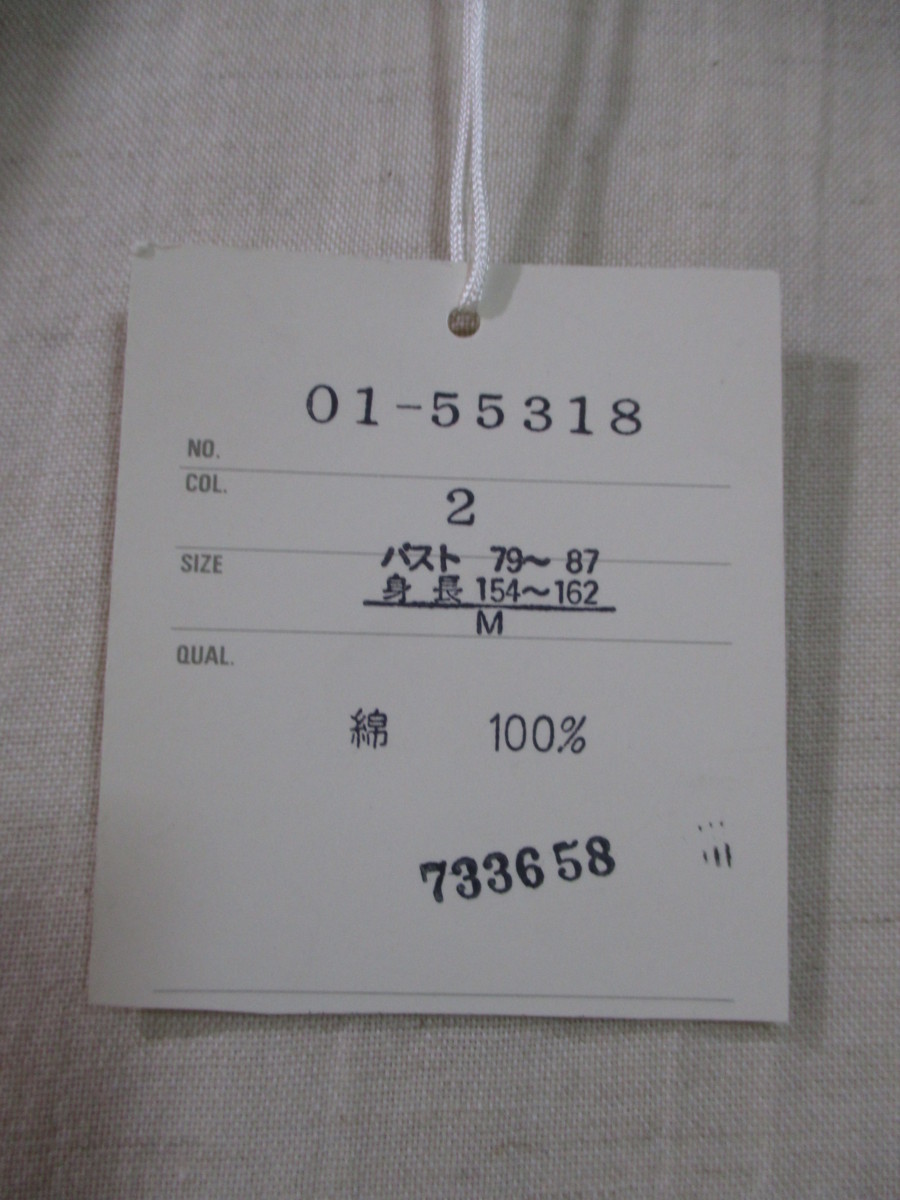 01-55318
NO.
COL.
2
SIZE
バスト 79～ 87
身 長 154～162
M
QUAL.
綿 100%
733658